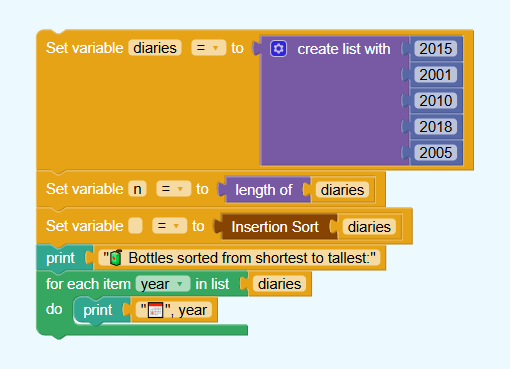 Set variable diaries = to create list with 2015
2001
2010
2018
2005
Set variable n = to length of diaries
Set variable = to Insertion Sort diaries
print "🧃 Bottles sorted from shortest to tallest:"
for each item year in list diaries
do print "📅", year